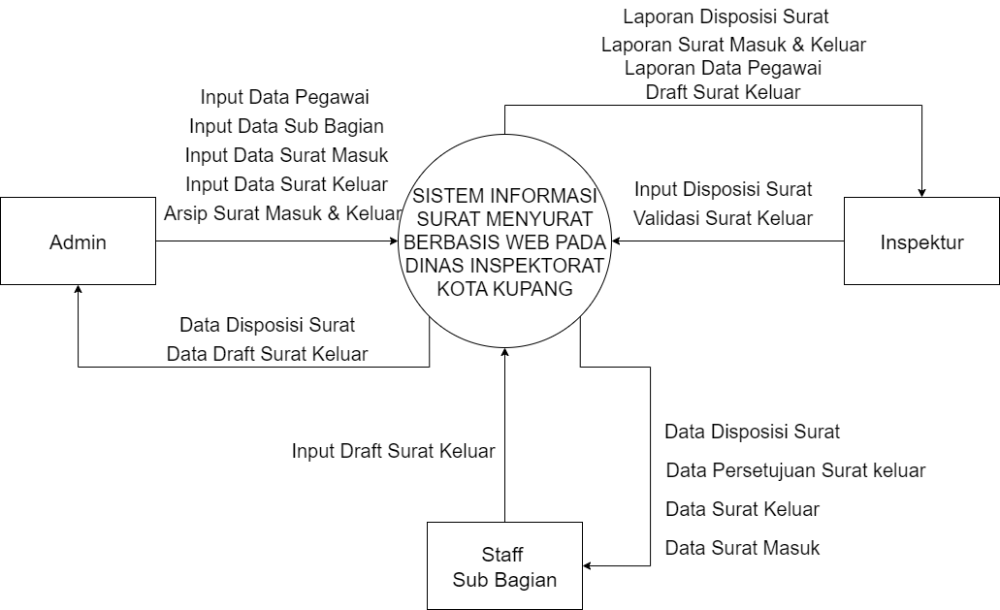 Laporan Disposisi Surat
Laporan Surat Masuk & Keluar
Laporan Data Pegawai
Draft Surat Keluar
Input Data Pegawai
Input Data Sub Bagian
Input Data Surat Masuk
Input Data Surat Keluar
Arsip Surat Masuk & Keluar
Admin
SISTEM INFORMASI
SURAT MENYURAT
BERBASIS WEB PADA
DINAS INSPEKTORAT
KOTA KUPANG
Input Disposisi Surat
Validasi Surat Keluar
Inspektur
Data Disposisi Surat
Data Draft Surat Keluar
Input Draft Surat Keluar
Data Disposisi Surat
Data Persetujuan Surat keluar
Data Surat Keluar
Data Surat Masuk
Staff
Sub Bagian